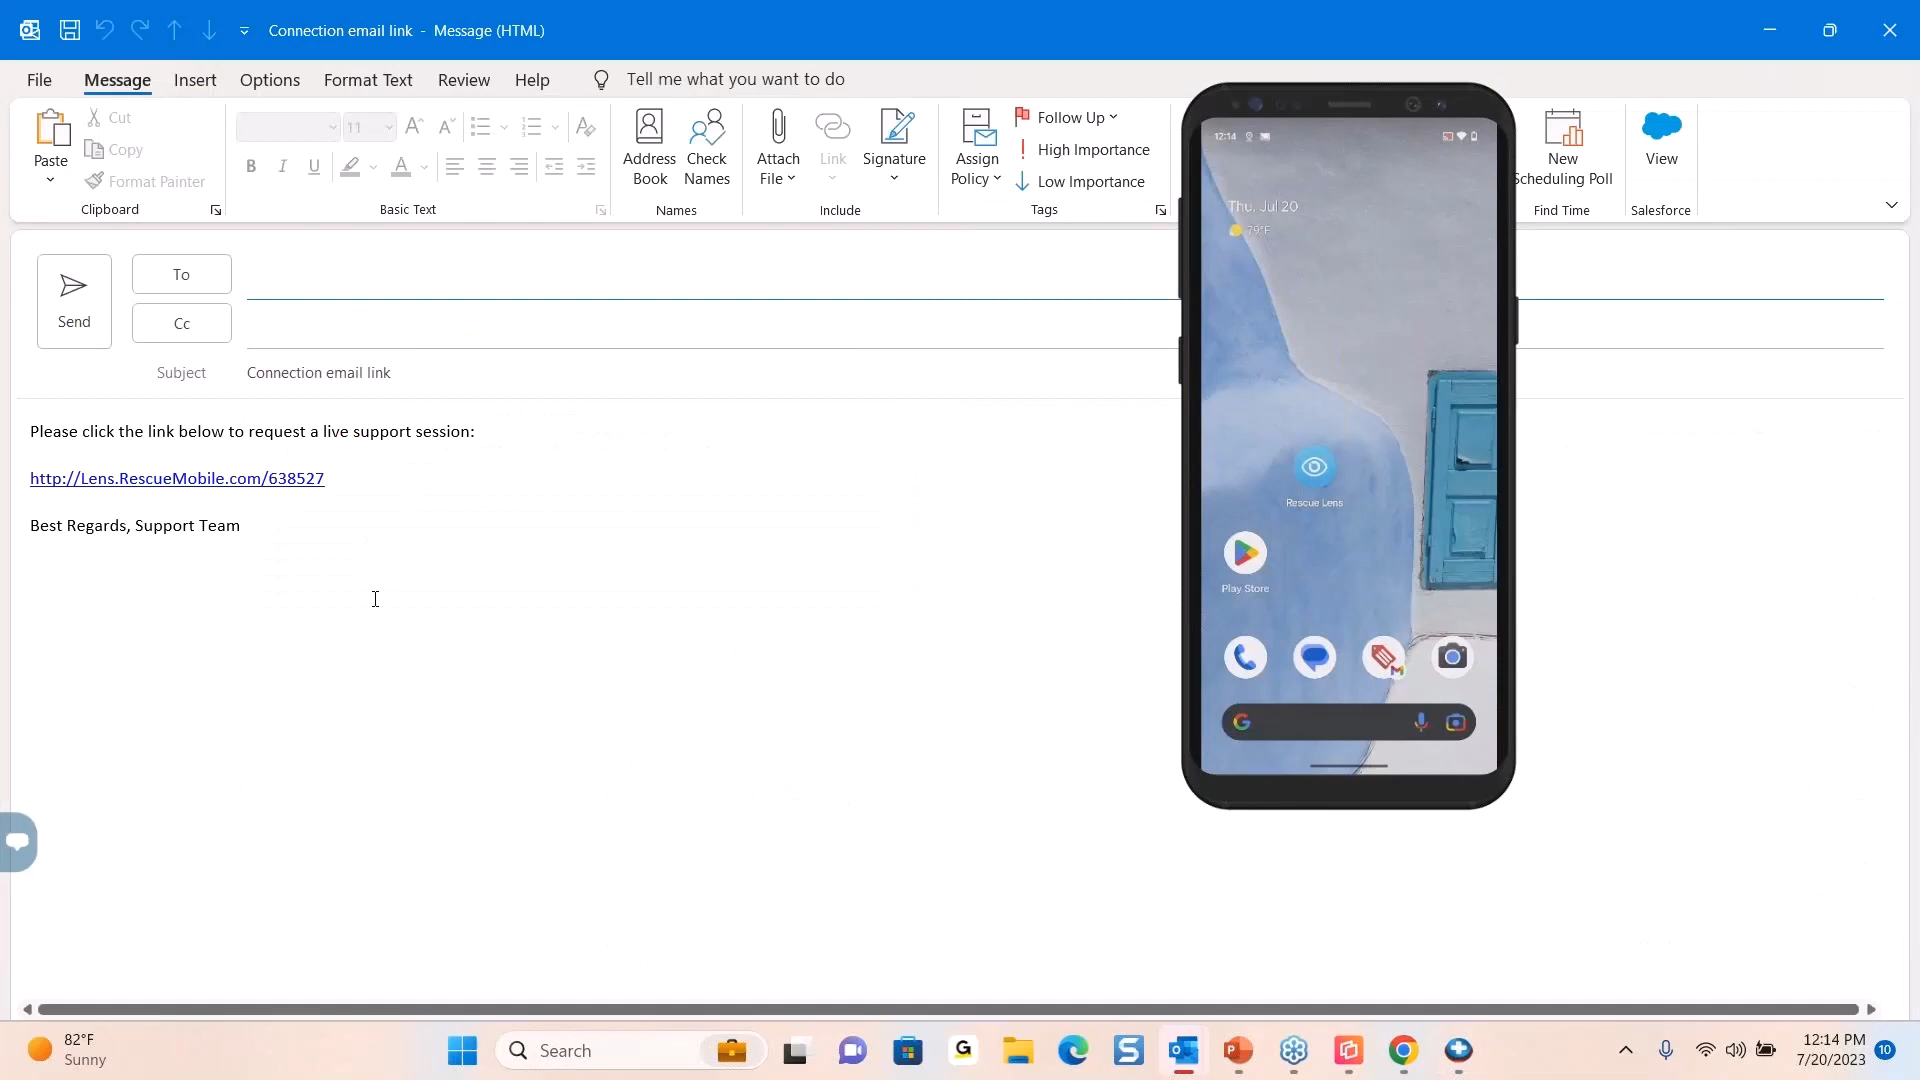 Connection email link - Message (HTML)
File Message Insert Options Format Text Review Help Tell me what you want to do
Paste
Cut
Copy
Format Painter
Clipboard
11
B I U
Basic Text
Address Book
Check Names
Names
Attach File
Link
Signature
Include
Assign Policy
Follow Up
High Importance
Low Importance
Tags
New
Scheduling Poll
Find Time
View
Salesforce
Send
To
Cc
Subject Connection email link
Please click the link below to request a live support session:
http://Lens.RescueMobile.com/638527
Best Regards, Support Team
12:14
Thu, Jul 20
79°F
Rescue Lens
Play Store
82°F
Sunny
Search
12:14 PM
7/20/2023
10